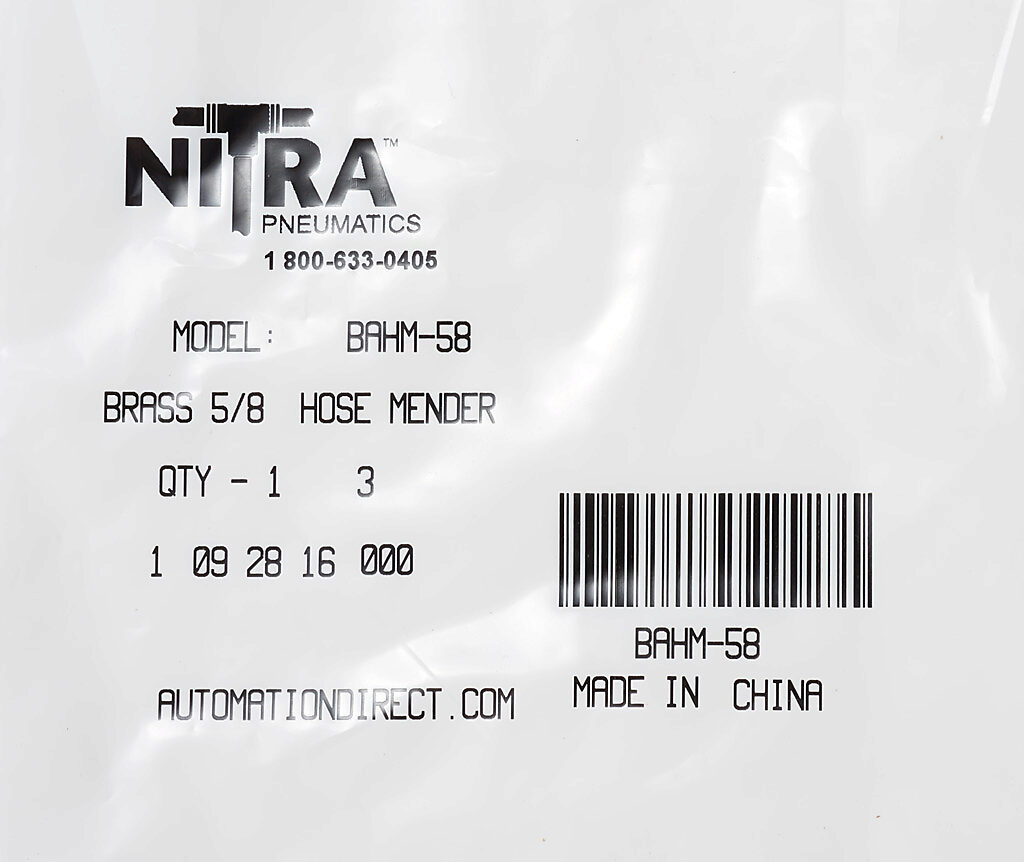 NITRA™
PNEUMATICS
1 800-633-0405
MODEL: BAHM-58
BRASS 5/8 HOSE MENDER
QTY - 1 3
1 09 28 16 000
AUTOMATIONDIRECT.COM
BAHM-58
MADE IN CHINA